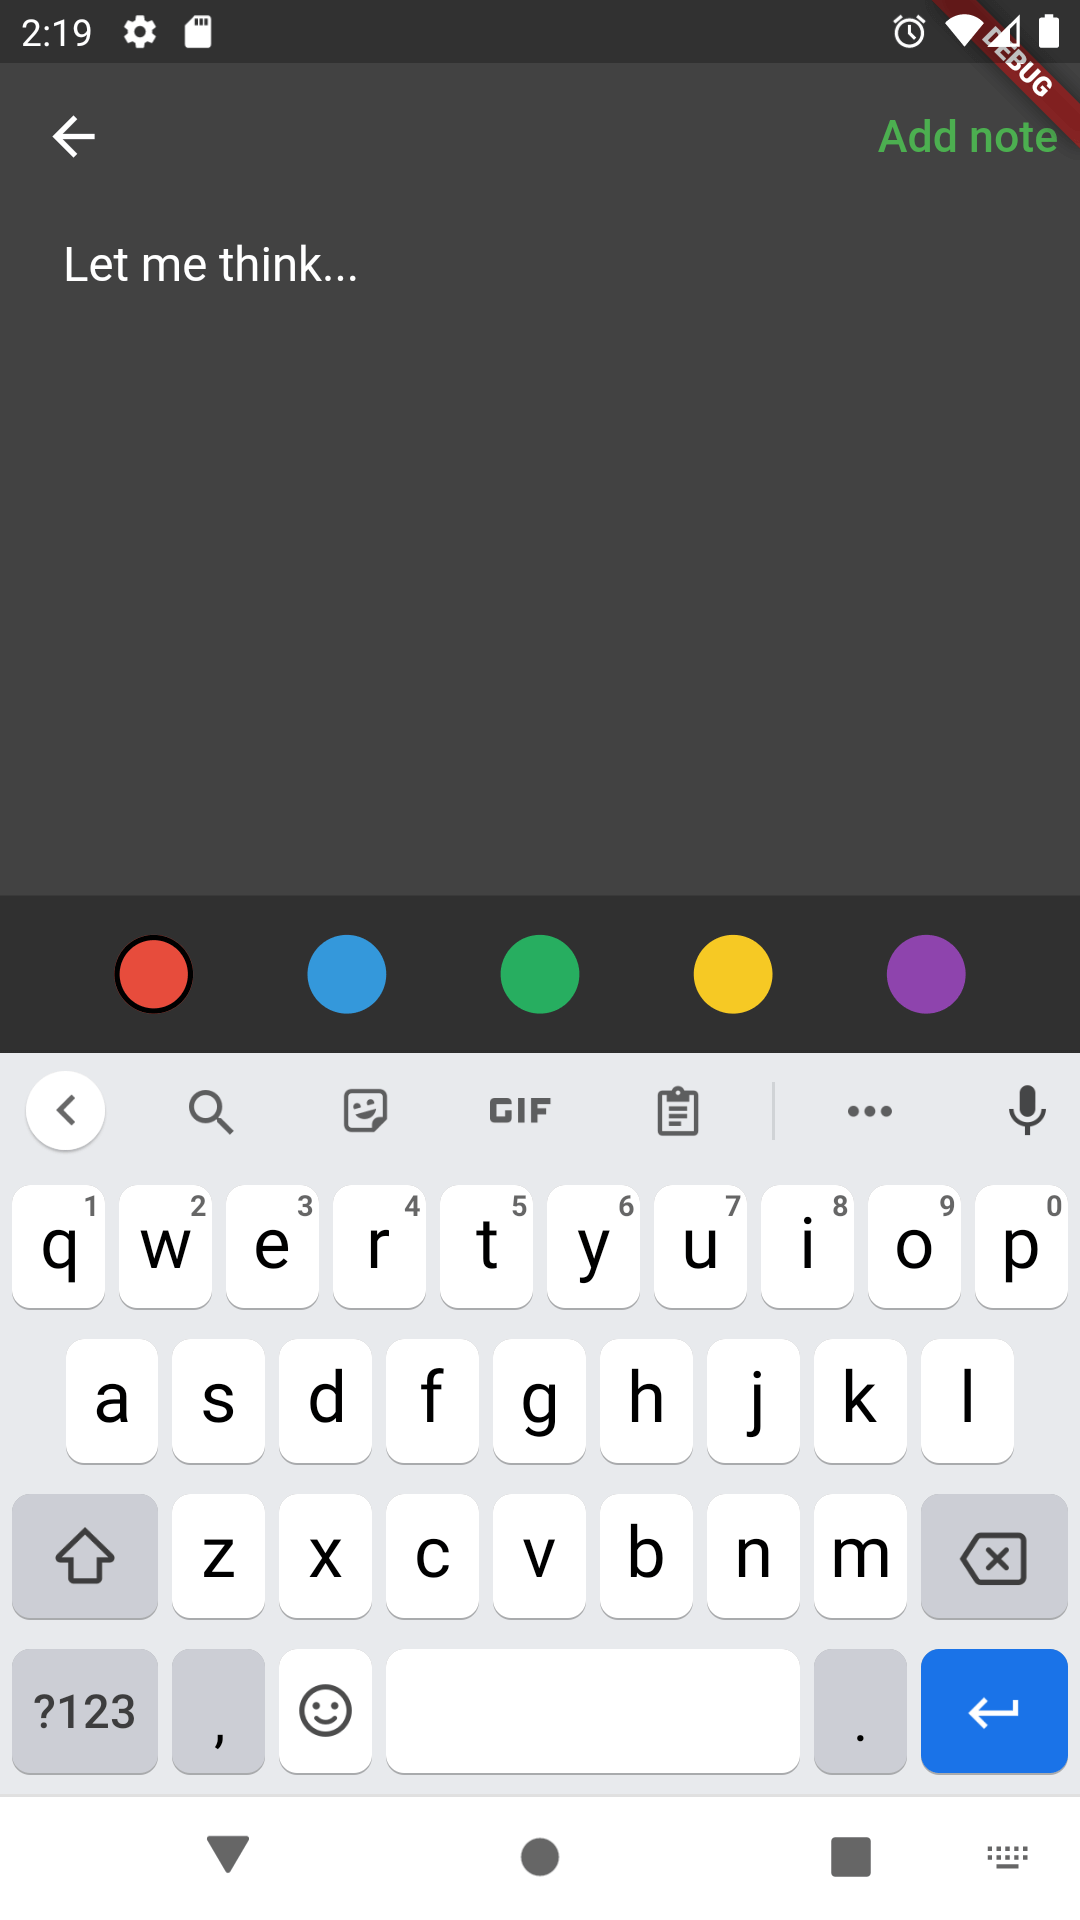 2:19
DEBUG
Add note
Let me think...
GIF
1 2 3 4 5 6 7 8 9 0
q w e r t y u i o p
a s d f g h j k l
z x c v b n m
?123 , .